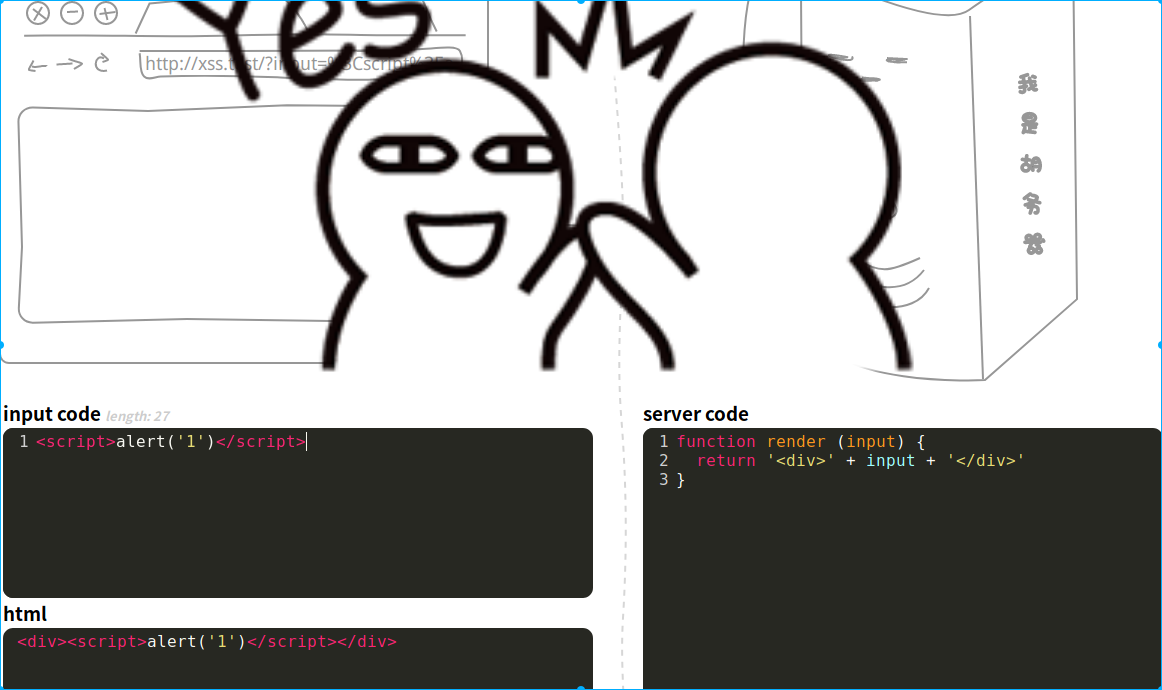 Yes
http://xss.test/?input=%3Cscript%3E
我
是
胡
务
器
input code length: 27
1 <script>alert('1')</script>
html
<div><script>alert('1')</script></div>
server code
1 function render (input) {
2   return '<div>' + input + '</div>'
3 }